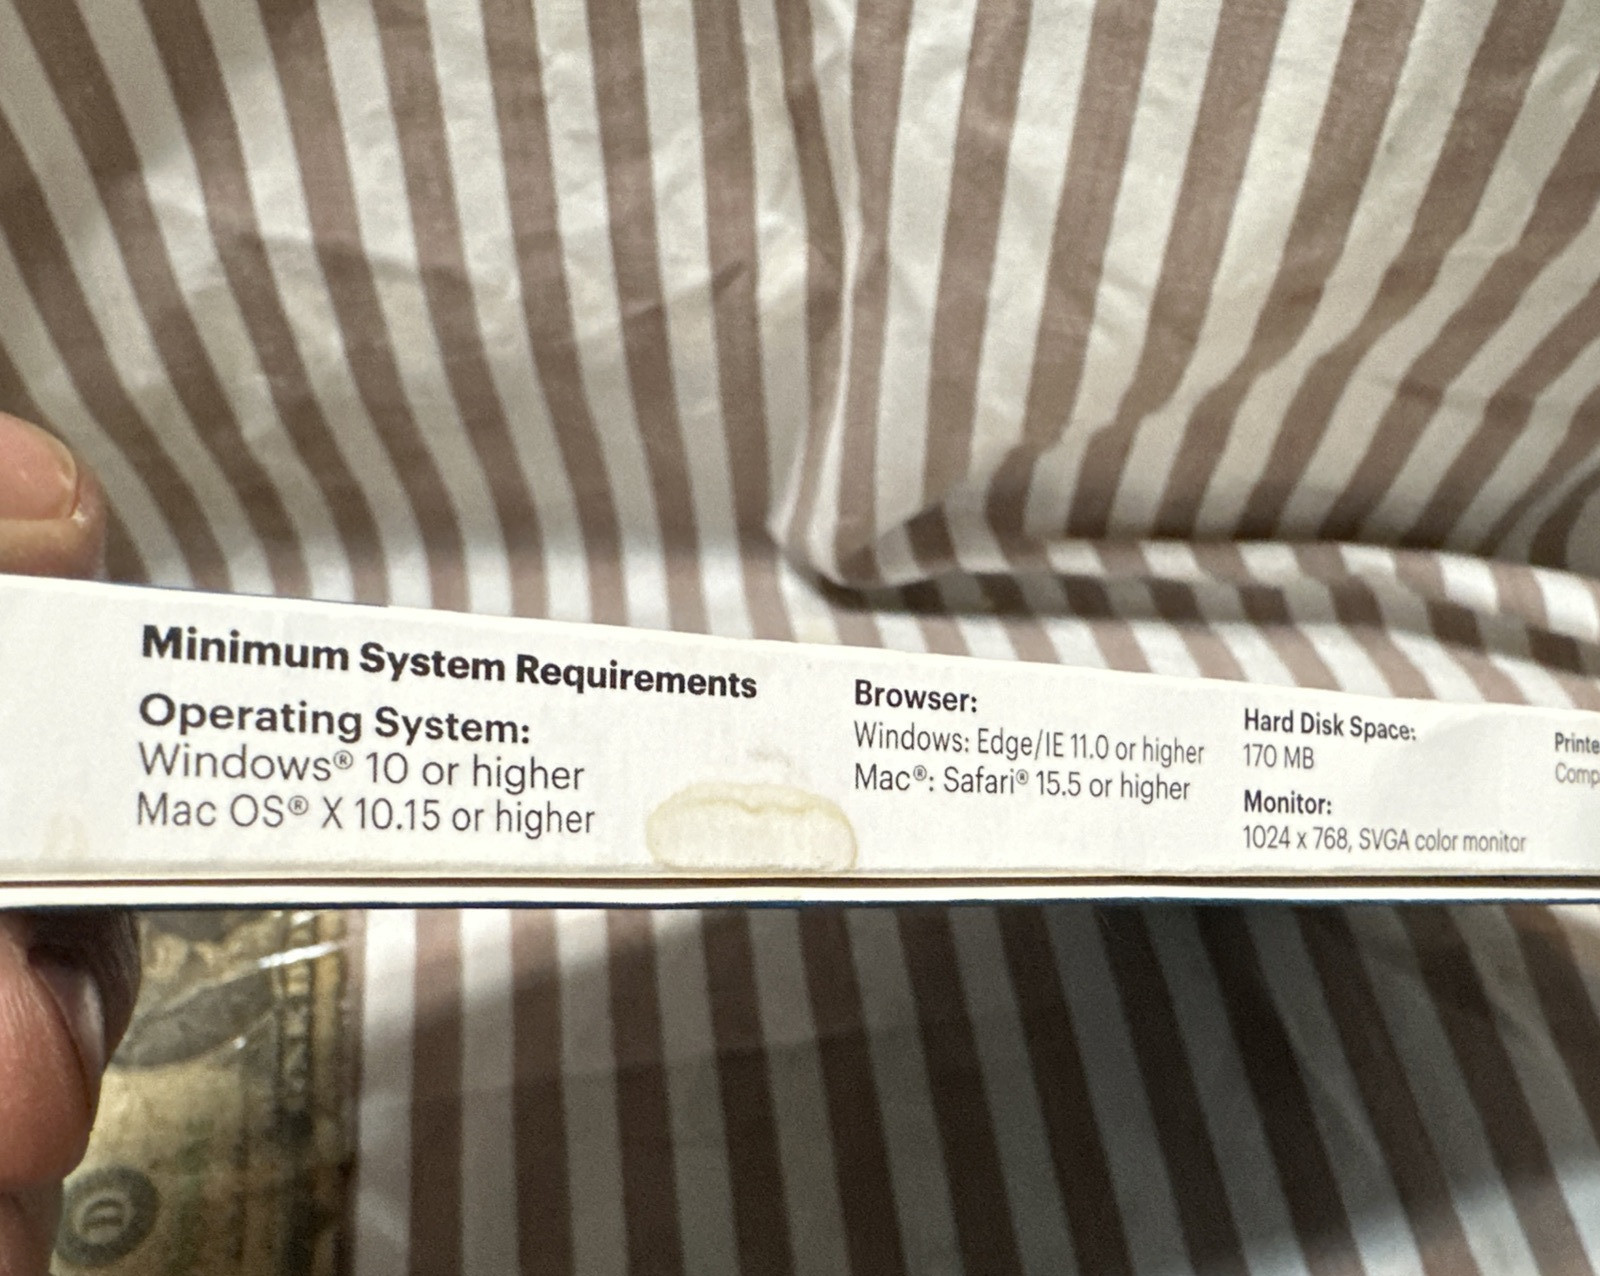 Minimum System Requirements
Operating System:
Windows® 10 or higher
Mac OS® X 10.15 or higher
Browser:
Windows: Edge/IE 11.0 or higher
Mac®: Safari® 15.5 or higher
Hard Disk Space:
170 MB
Monitor:
1024 x 768, SVGA color monitor
Printe
Comp